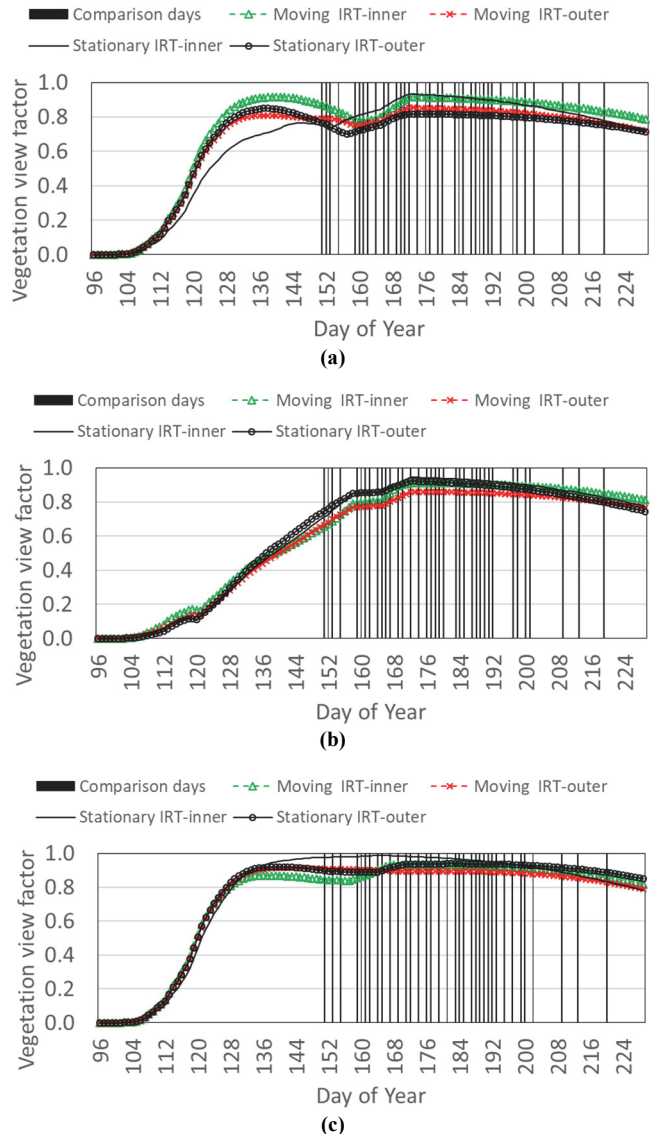 Comparison days Moving IRT-inner Moving IRT-outer
Stationary IRT-inner Stationary IRT-outer
1.0
0.8
0.6
0.4
0.2
0.0
Vegetation view factor
96 104 112 120 128 136 144 152 160 168 176 184 192 200 208 216 224
Day of Year
(a)
Comparison days Moving IRT-inner Moving IRT-outer
Stationary IRT-inner Stationary IRT-outer
1.0
0.8
0.6
0.4
0.2
0.0
Vegetation view factor
96 104 112 120 128 136 144 152 160 168 176 184 192 200 208 216 224
Day of Year
(b)
Comparison days Moving IRT-inner Moving IRT-outer
Stationary IRT-inner Stationary IRT-outer
1.0
0.8
0.6
0.4
0.2
0.0
Vegetation view factor
96 104 112 120 128 136 144 152 160 168 176 184 192 200 208 216 224
Day of Year
(c)